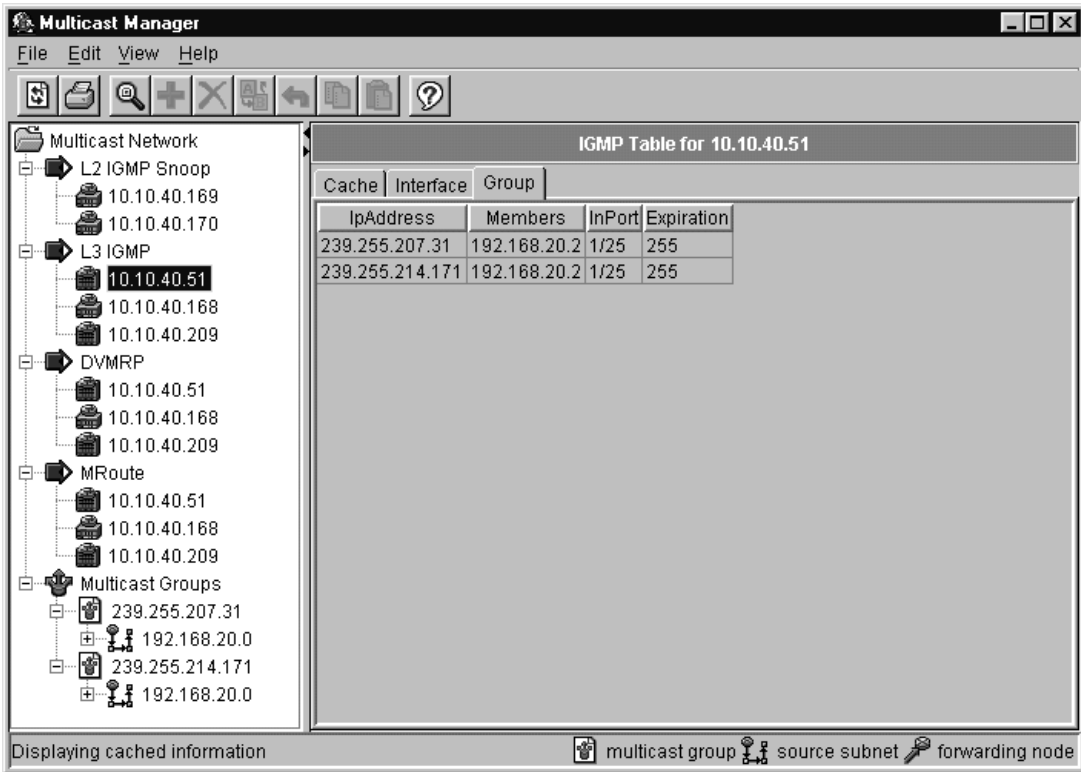 Multicast Manager
File Edit View Help
Multicast Network
L2 IGMP Snoop
10.10.40.169
10.10.40.170
L3 IGMP
10.10.40.51
10.10.40.168
10.10.40.209
DVMRP
10.10.40.51
10.10.40.168
10.10.40.209
MRoute
10.10.40.51
10.10.40.168
10.10.40.209
Multicast Groups
239.255.207.31
192.168.20.0
239.255.214.171
192.168.20.0
IGMP Table for 10.10.40.51
Cache Interface Group
IpAddress Members InPort Expiration
239.255.207.31 192.168.20.2 1/25 255
239.255.214.171 192.168.20.2 1/25 255
Displaying cached information
multicast group source subnet forwarding node